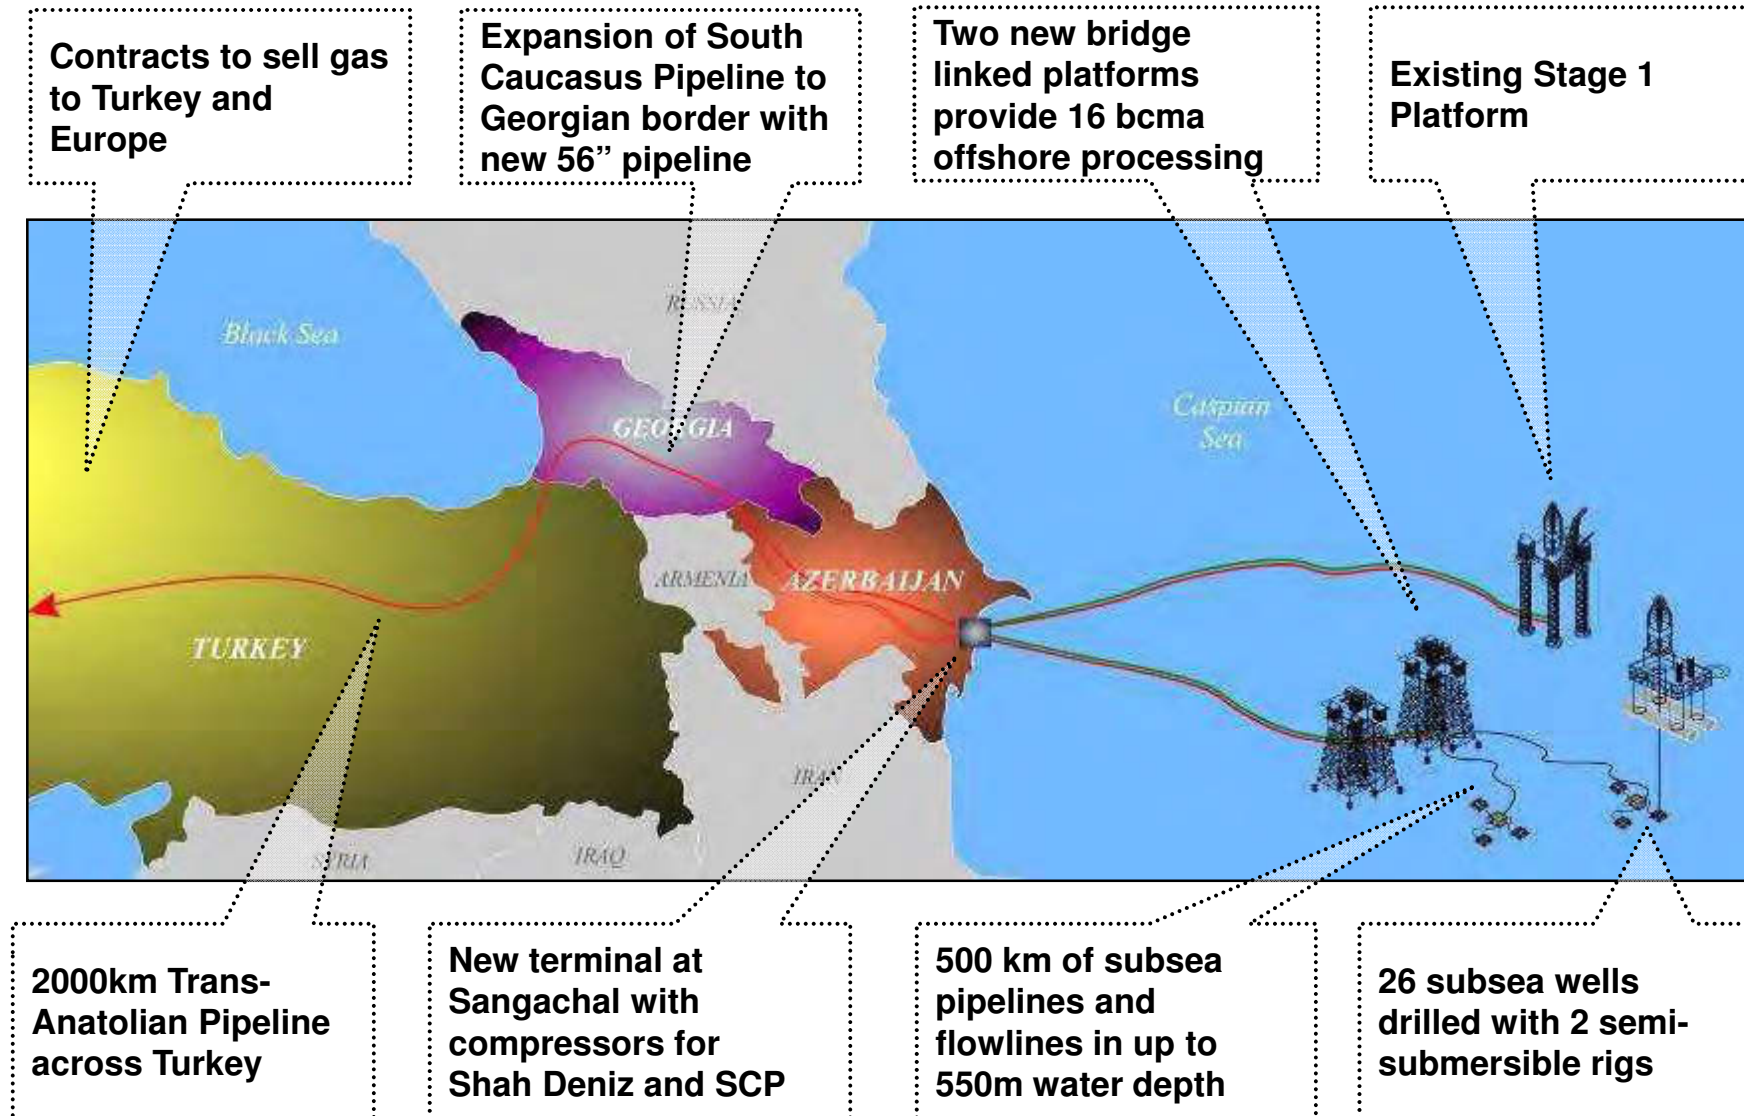 Contracts to sell gas
to Turkey and
Europe
Expansion of South
Caucasus Pipeline to
Georgian border with
new 56” pipeline
Two new bridge
linked platforms
provide 16 bcma
offshore processing
Existing Stage 1
Platform
RUSSIA
Black Sea
GEORGIA
Caspian
Sea
ARMENIA
AZERBAIJAN
TURKEY
IRAN
SYRIA
IRAQ
2000km Trans-
Anatolian Pipeline
across Turkey
New terminal at
Sangachal with
compressors for
Shah Deniz and SCP
500 km of subsea
pipelines and
flowlines in up to
550m water depth
26 subsea wells
drilled with 2 semi-
submersible rigs